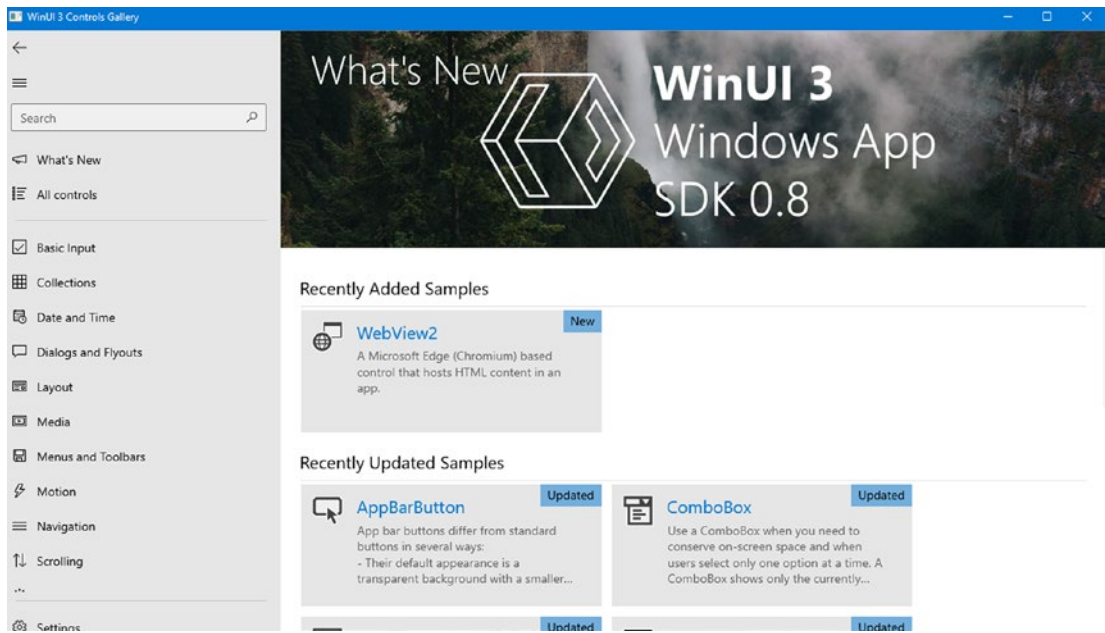 WinUI 3 Controls Gallery
Search
What's New
All controls
Basic Input
Collections
Date and Time
Dialogs and Flyouts
Layout
Media
Menus and Toolbars
Motion
Navigation
Scrolling
...
Settings
What's New
WinUI 3
Windows App
SDK 0.8
Recently Added Samples
New
WebView2
A Microsoft Edge (Chromium) based
control that hosts HTML content in an
app.
Recently Updated Samples
Updated
AppBarButton
App bar buttons differ from standard
buttons in several ways:
- Their default appearance is a
transparent background with a smaller...
Updated
ComboBox
Use a ComboBox when you need to
conserve on-screen space and when
users select only one option at a time. A
ComboBox shows only the currently...
Updated
Updated